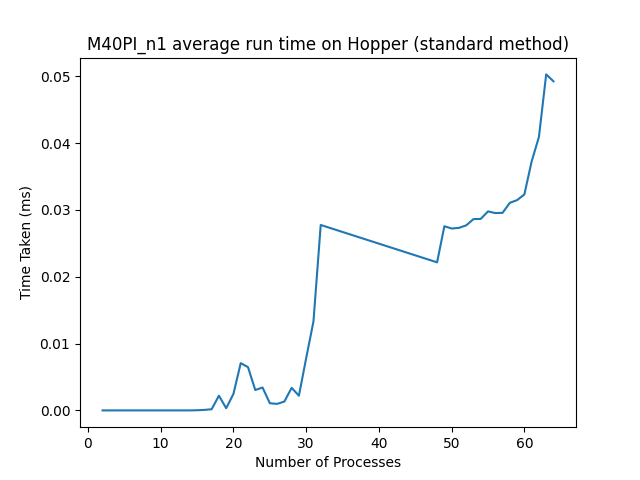 M40PI_n1 average run time on Hopper (standard method)
0.05
0.04
0.03
0.02
0.01
0.00
Time Taken (ms)
0 10 20 30 40 50 60
Number of Processes